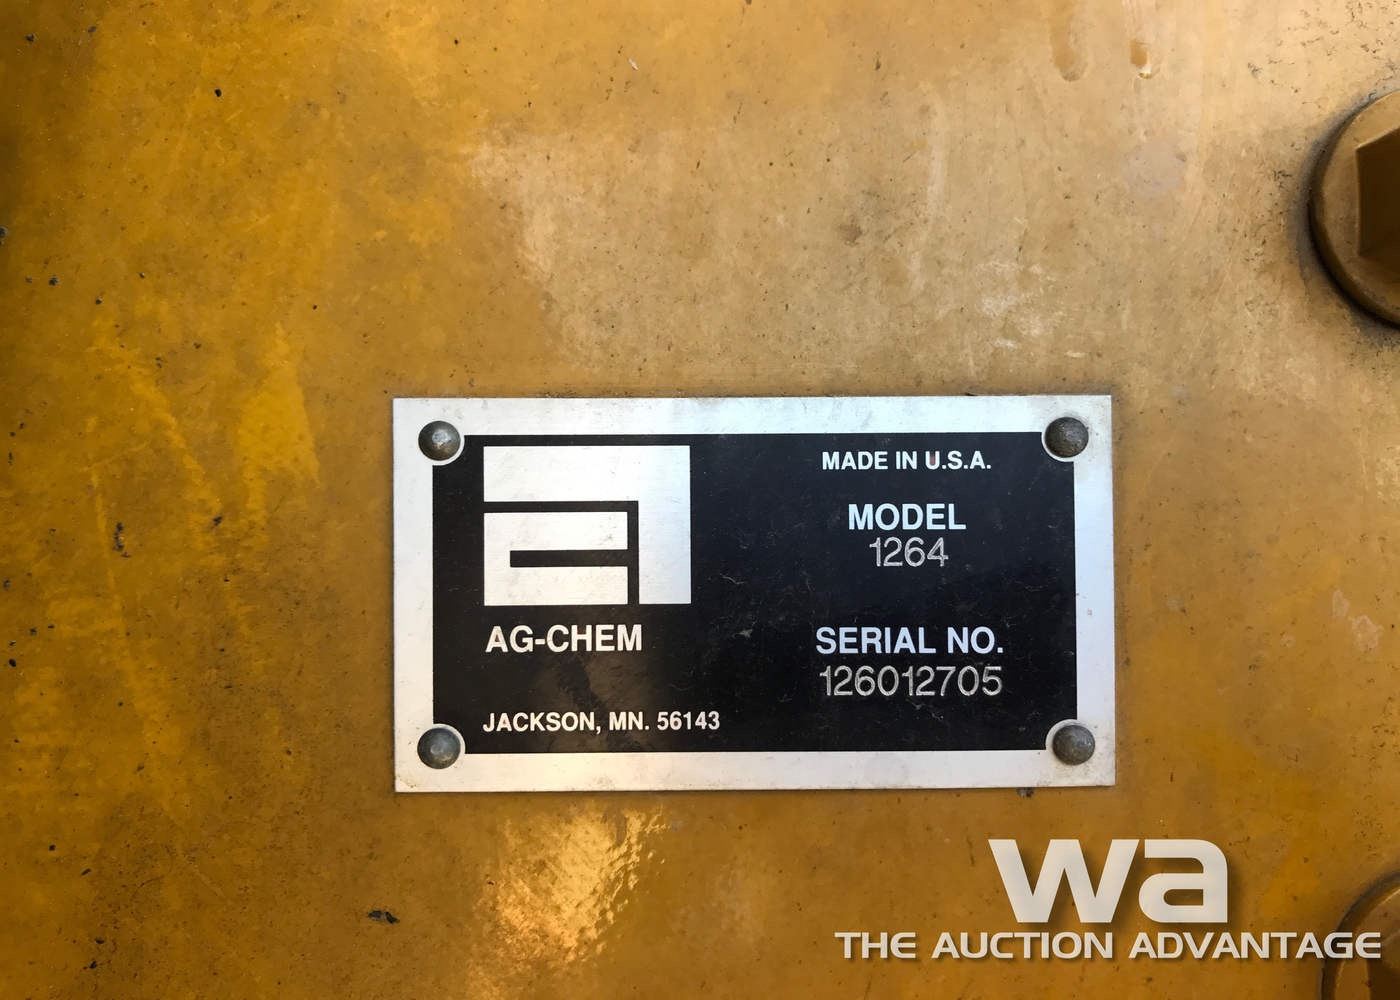 MADE IN U.S.A.
MODEL
1264
AG-CHEM
SERIAL NO.
126012705
JACKSON, MN. 56143
wa
THE AUCTION ADVANTAGE